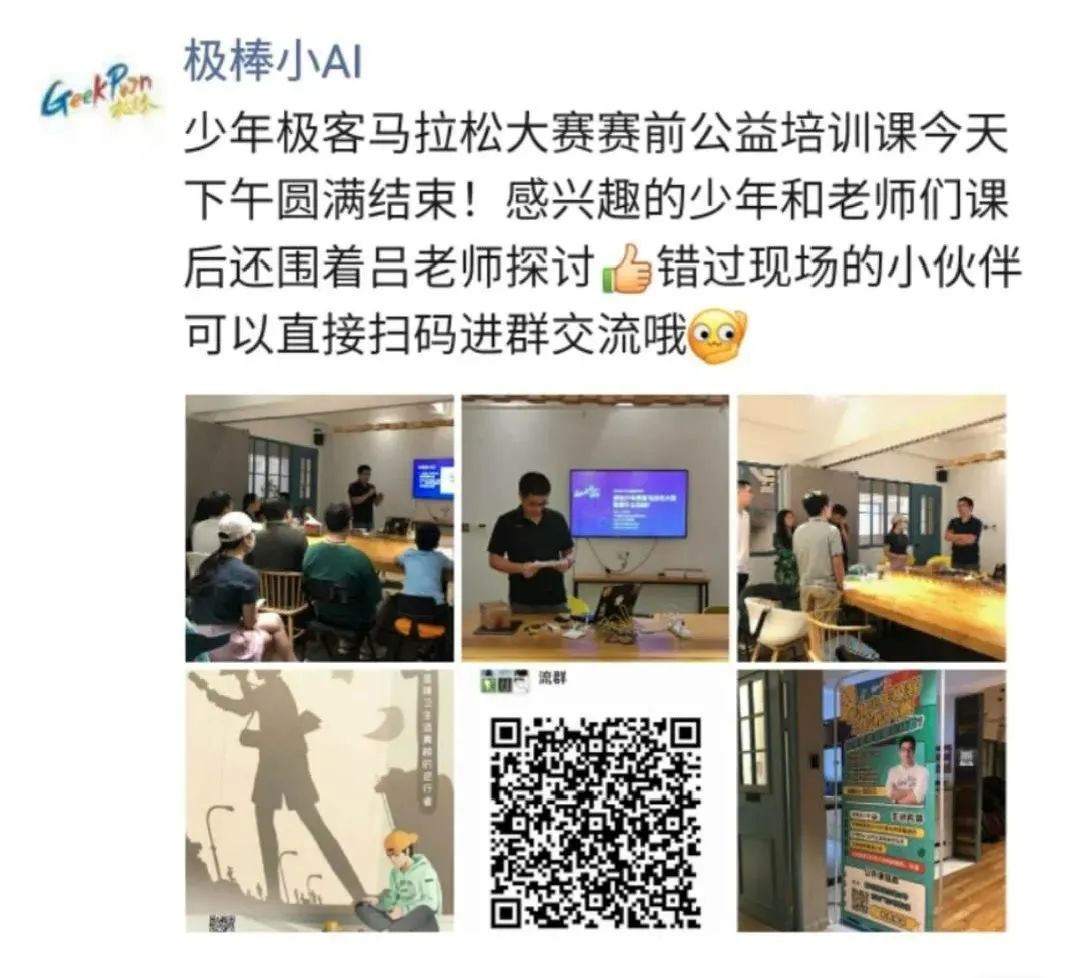 GeekPwn
极棒小AI
少年极客马拉松大赛赛前公益培训课今天
下午圆满结束！感兴趣的少年和老师们课
后还围着吕老师探讨👍错过现场的小伙伴
可以直接扫码进群交流哦
流群